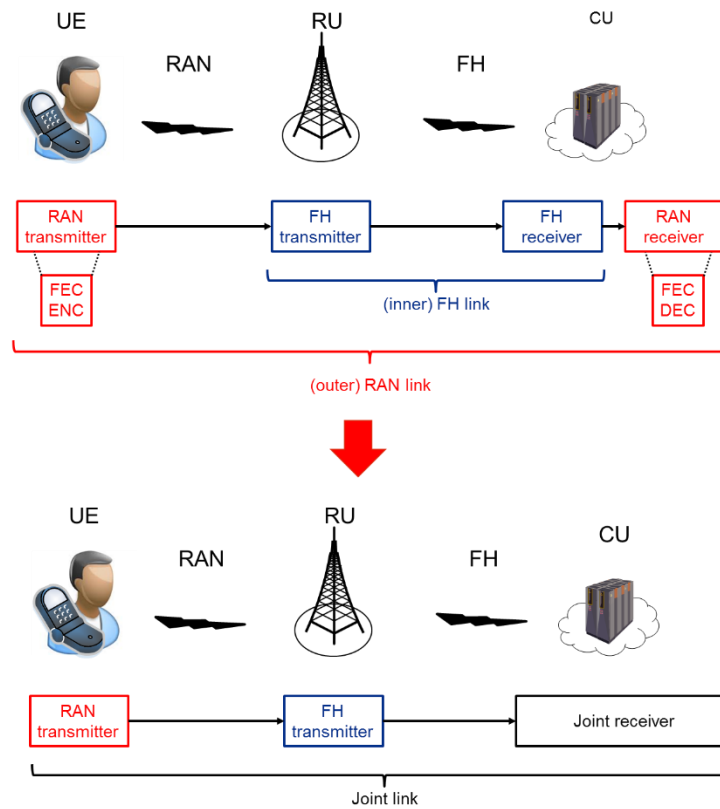 UE
RU
CU
RAN
FH
RAN
transmitter
FH
transmitter
FH
receiver
RAN
receiver
FEC
ENC
FEC
DEC
(inner) FH link
(outer) RAN link
UE
RU
CU
RAN
FH
RAN
transmitter
FH
transmitter
Joint receiver
Joint link